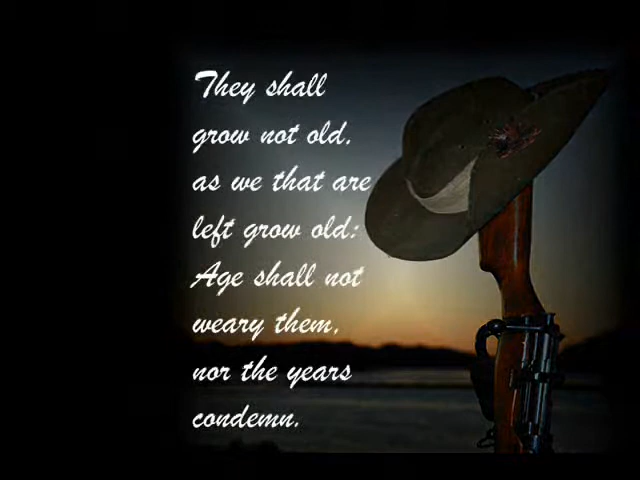 They shall
grow not old,
as we that are
left grow old:
Age shall not
weary them,
nor the years
condemn.